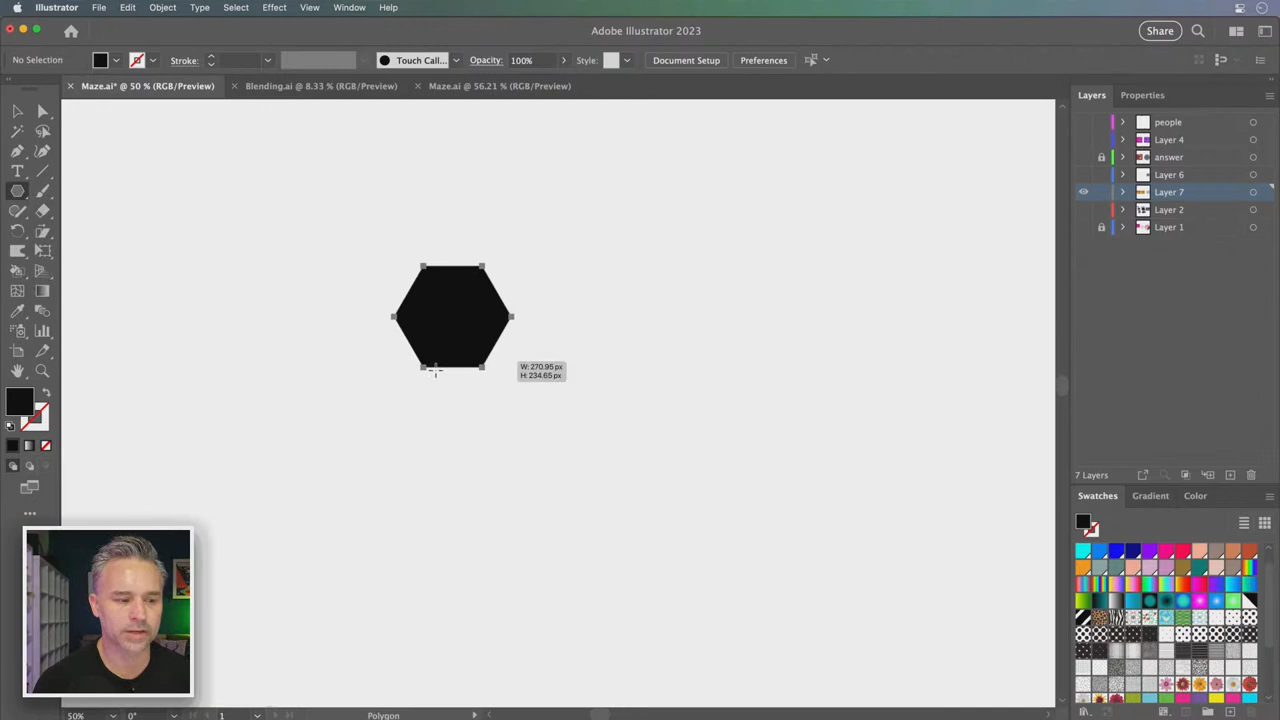 Illustrator File Edit Object Type Select Effect View Window Help
Adobe Illustrator 2023
Share
No Selection
Stroke:
Touch Call...
Opacity: 100%
Style:
Document Setup
Preferences
Maze.ai* @ 50 % (RGB/Preview)
Blending.ai @ 8.33 % (RGB/Preview)
Maze.ai @ 56.21 % (RGB/Preview)
Layers
Properties
people
Layer 4
answer
Layer 6
Layer 7
Layer 2
Layer 1
W: 270.95 px
H: 234.65 px
7 Layers
Swatches
Gradient
Color
50%
0°
1
Polygon